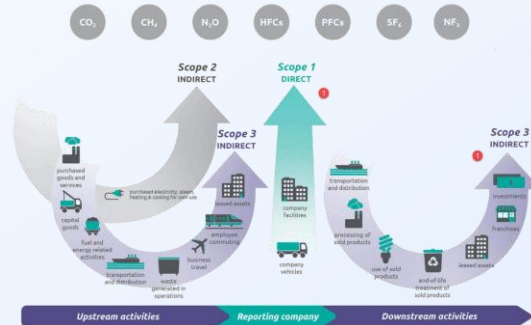 CO₂ CH₄ N₂O HFCs PFCs SF₆ NF₃
Scope 2
INDIRECT
Scope 1
DIRECT
1
Scope 3
INDIRECT
Scope 3
INDIRECT
1
purchased
goods and
services
capital
goods
fuel and
energy related
activities
purchased electricity, steam,
heating & cooling for own use
transportation
and distribution
waste
generated in
operations
business
travel
employee
commuting
leased assets
company
facilities
company
vehicles
transportation
and distribution
processing of
sold products
use of sold
products
end-of-life
treatment of
sold products
leased assets
franchises
investments
Upstream activities
Reporting company
Downstream activities